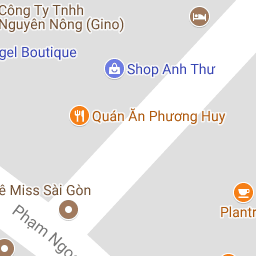 Công Ty Tnhh
Nguyên Nông (Gino)
gel Boutique
Shop Anh Thư
Quán Ăn Phương Huy
ê Miss Sài Gòn
Phạm Ngọ
Plantr